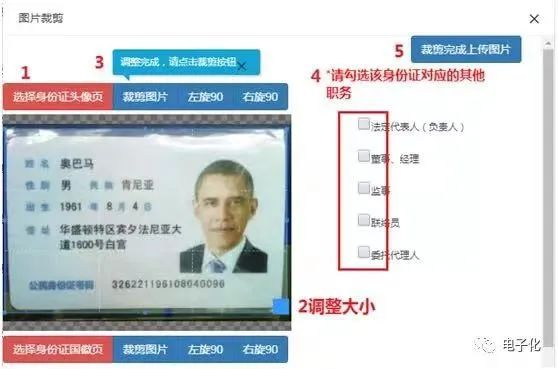 图片裁剪
×
5
裁剪完成上传图片
3
调整完成，请点击裁剪按钮
1
选择身份证头像页 裁剪图片 左旋90 右旋90
4 *请勾选该身份证对应的其他
职务
法定代表人（负责人）
董事、经理
监事
联络员
委托代理人
姓名 奥巴马
性别 男 民族 肯尼亚
出生 1961 年 8 月 4 日
住址 华盛顿特区宾夕法尼亚大
道1600号白宫
公民身份证号码 326221196108040096
2调整大小
选择身份证国徽页 裁剪图片 左旋90 右旋90
电子化